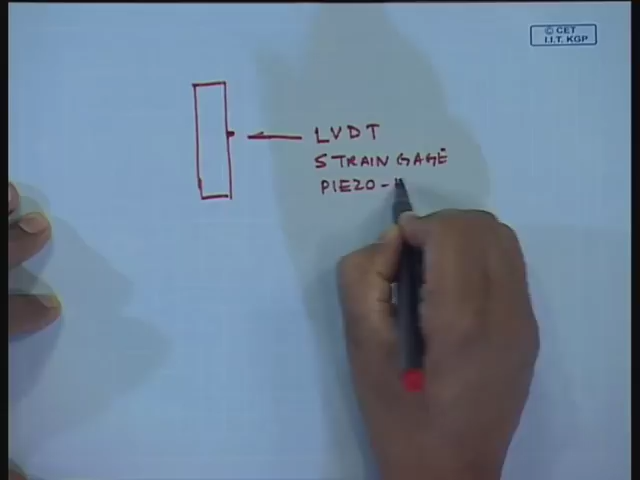 © CET
I.I.T. KGP
LVDT
STRAIN GAGE
PIEZO-